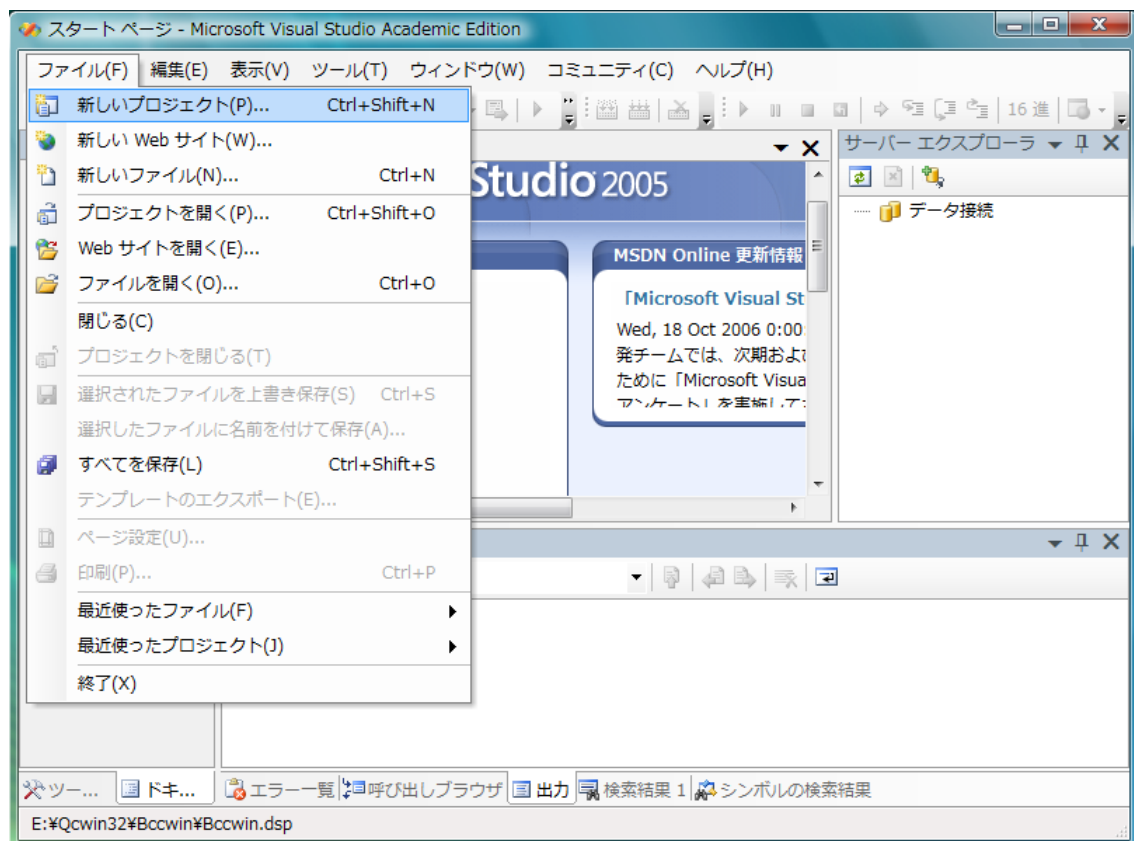 スタート ページ - Microsoft Visual Studio Academic Edition
ファイル(F) 編集(E) 表示(V) ツール(T) ウィンドウ(W) コミュニティ(C) ヘルプ(H)
新しいプロジェクト(P)... Ctrl+Shift+N
新しい Web サイト(W)...
新しいファイル(N)... Ctrl+N
プロジェクトを開く(P)... Ctrl+Shift+O
Web サイトを開く(E)...
ファイルを開く(O)... Ctrl+O
閉じる(C)
プロジェクトを閉じる(T)
選択されたファイルを上書き保存(S) Ctrl+S
選択したファイルに名前を付けて保存(A)...
すべてを保存(L) Ctrl+Shift+S
テンプレートのエクスポート(E)...
ページ設定(U)...
印刷(P)... Ctrl+P
最近使ったファイル(F)
最近使ったプロジェクト(J)
終了(X)
16 進
Studio 2005
MSDN Online 更新情報
「Microsoft Visual St
Wed, 18 Oct 2006 0:00
発チームでは、次期およ
ために「Microsoft Visua
アンケート」を実施して
サーバー エクスプローラ
データ接続
ツー... ドキ... エラー一覧 呼び出しブラウザ 出力 検索結果 1 シンボルの検索結果
E:¥Qcwin32¥Bccwin¥Bccwin.dsp